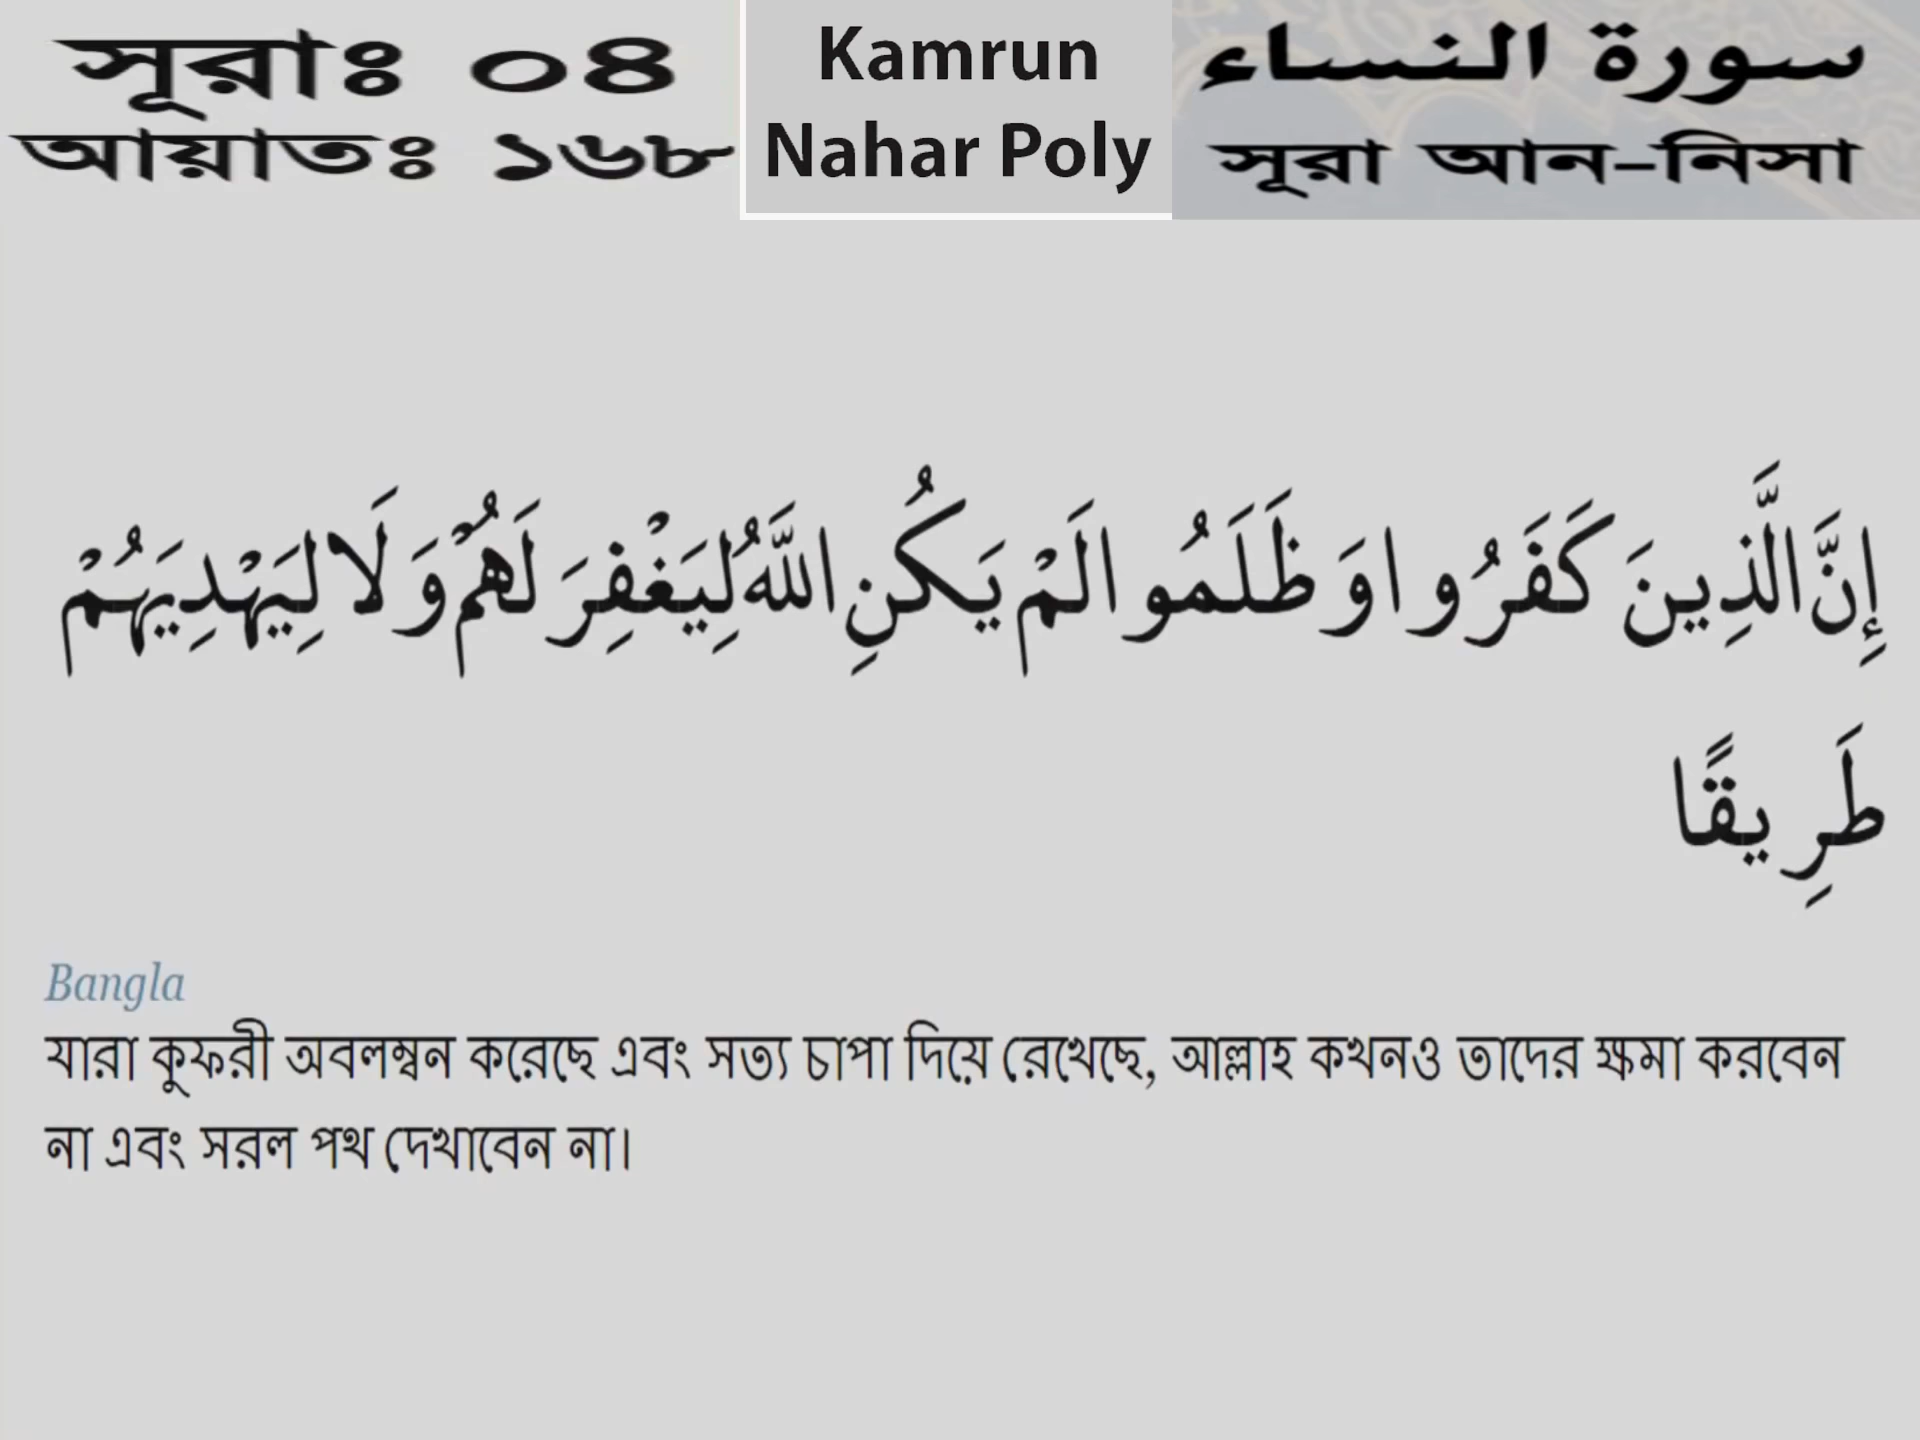 সূরাঃ ০৪
আয়াতঃ ১৬৮
Kamrun
Nahar Poly
سورة النساء
সূরা আন-নিসা
إِنَّ الَّذِينَ كَفَرُوا وَظَلَمُوا لَمْ يَكُنِ اللَّهُ لِيَغْفِرَ لَهُمْ وَلَا لِيَهْدِيَهُمْ
طَرِيقًا
Bangla
যারা কুফরী অবলম্বন করেছে এবং সত্য চাপা দিয়ে রেখেছে, আল্লাহ কখনও তাদের ক্ষমা করবেন
না এবং সরল পথ দেখাবেন না।